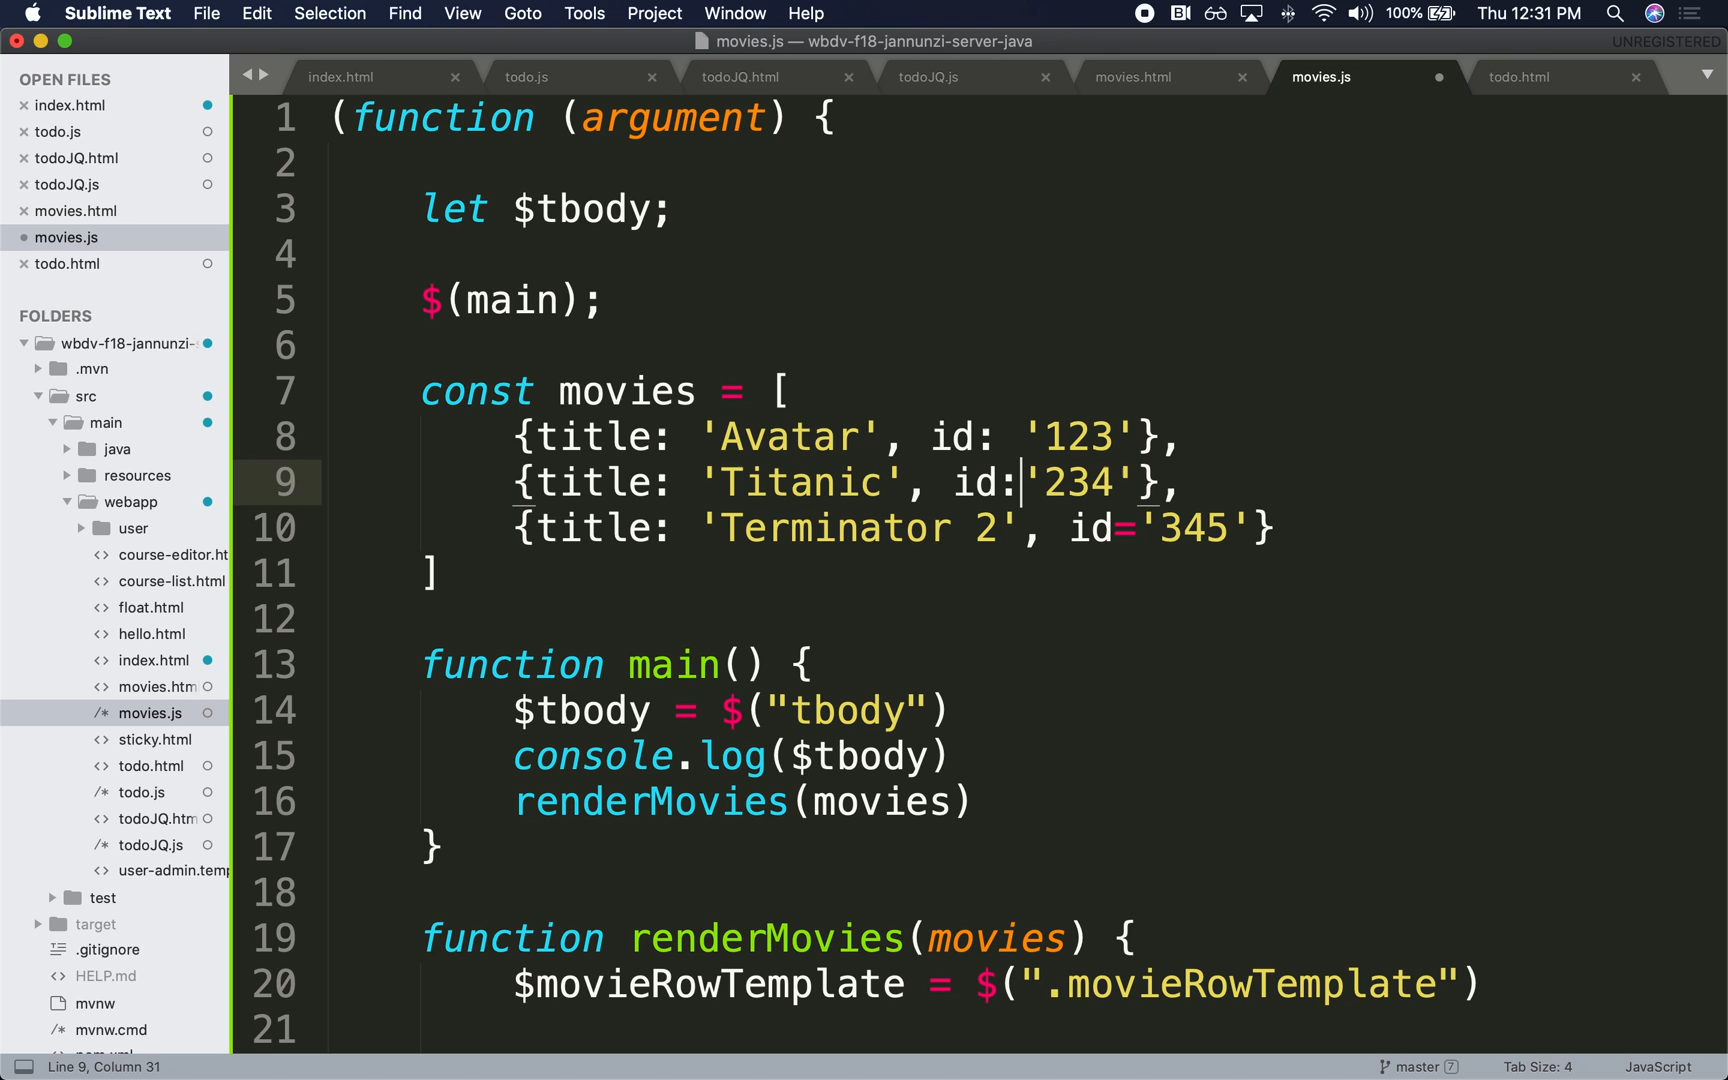 Sublime Text File Edit Selection Find View Goto Tools Project Window Help 100% Thu 12:31 PM
movies.js — wbdv-f18-jannunzi-server-java UNREGISTERED
index.html todo.js todoJQ.html todoJQ.js movies.html movies.js todo.html
OPEN FILES
index.html
todo.js
todoJQ.html
todoJQ.js
movies.html
movies.js
todo.html
FOLDERS
wbdv-f18-jannunzi-
.mvn
src
main
java
resources
webapp
user
<> course-editor.ht
<> course-list.html
<> float.html
<> hello.html
<> index.html
<> movies.htm
/* movies.js
<> sticky.html
<> todo.html
/* todo.js
<> todoJQ.htm
/* todoJQ.js
<> user-admin.temp
test
target
.gitignore
<> HELP.md
mvnw
/* mvnw.cmd
1 (function (argument) {
2
3 let $tbody;
4
5 $(main);
6
7 const movies = [
8 {title: 'Avatar', id: '123'},
9 {title: 'Titanic', id:'234'},
10 {title: 'Terminator 2', id='345'}
11 ]
12
13 function main() {
14 $tbody = $("tbody")
15 console.log($tbody)
16 renderMovies(movies)
17 }
18
19 function renderMovies(movies) {
20 $movieRowTemplate = $(".movieRowTemplate")
21
Line 9, Column 31 master 7 Tab Size: 4 JavaScript